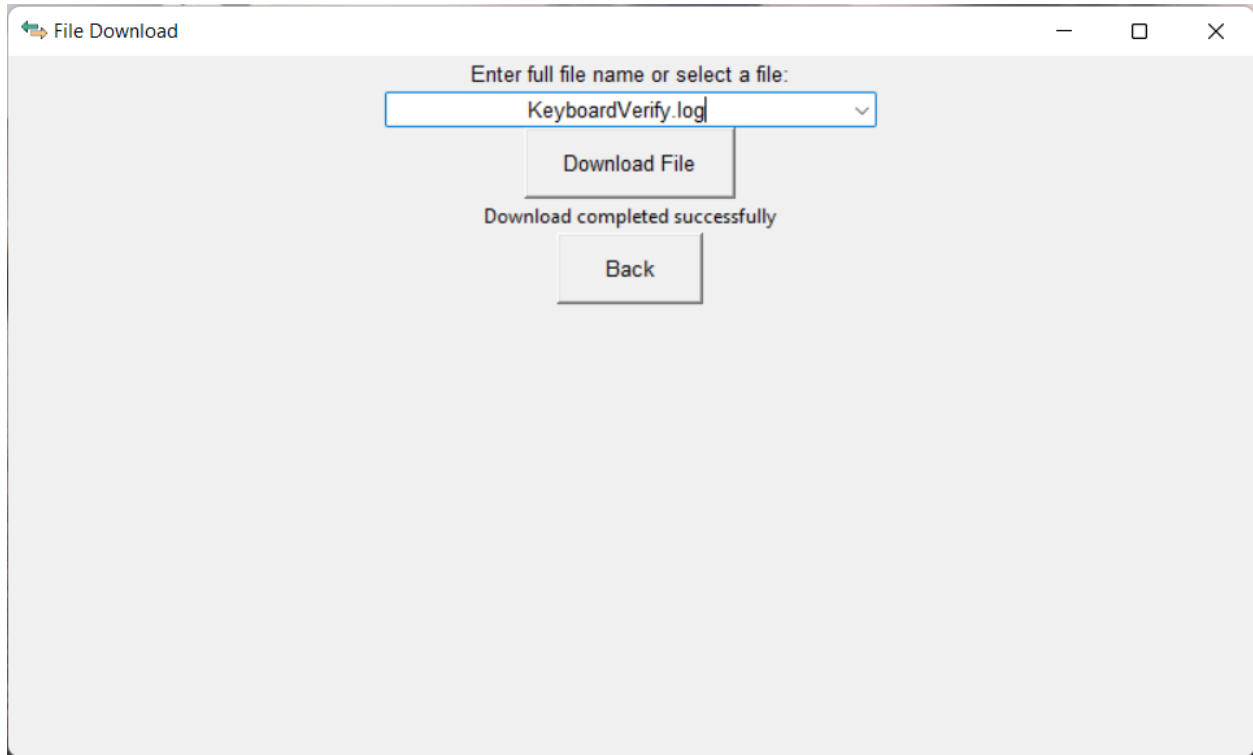 File Download
Enter full file name or select a file:
KeyboardVerify.log
Download File
Download completed successfully
Back